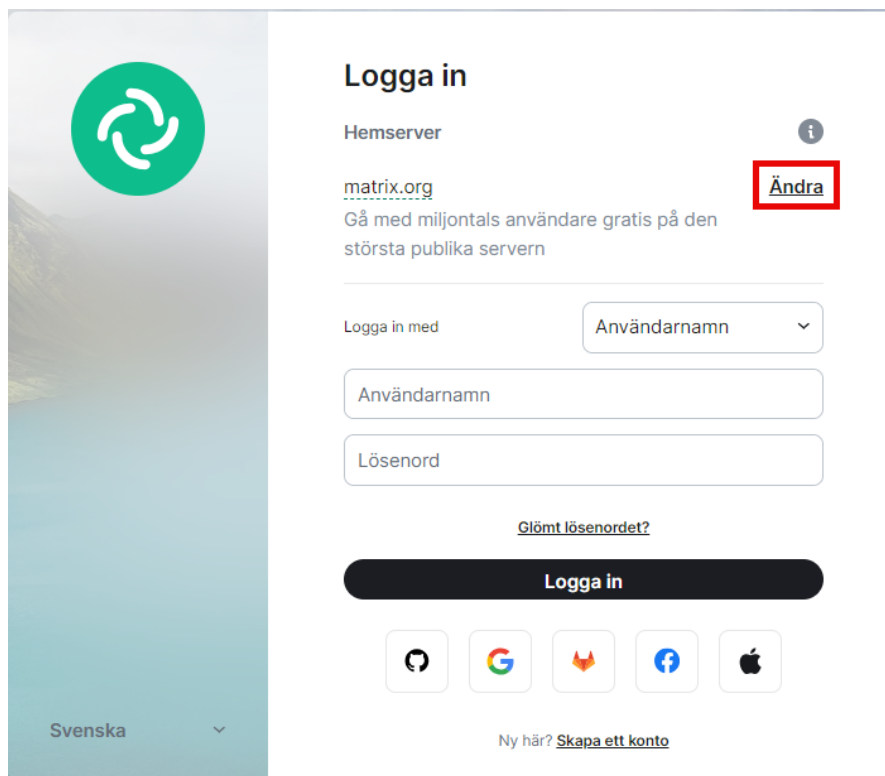 Logga in
Hemserver
matrix.org
Ändra
Gå med miljontals användare gratis på den
största publika servern
Logga in med
Användarnamn
Användarnamn
Lösenord
Glömt lösenordet?
Logga in
Svenska
Ny här? Skapa ett konto